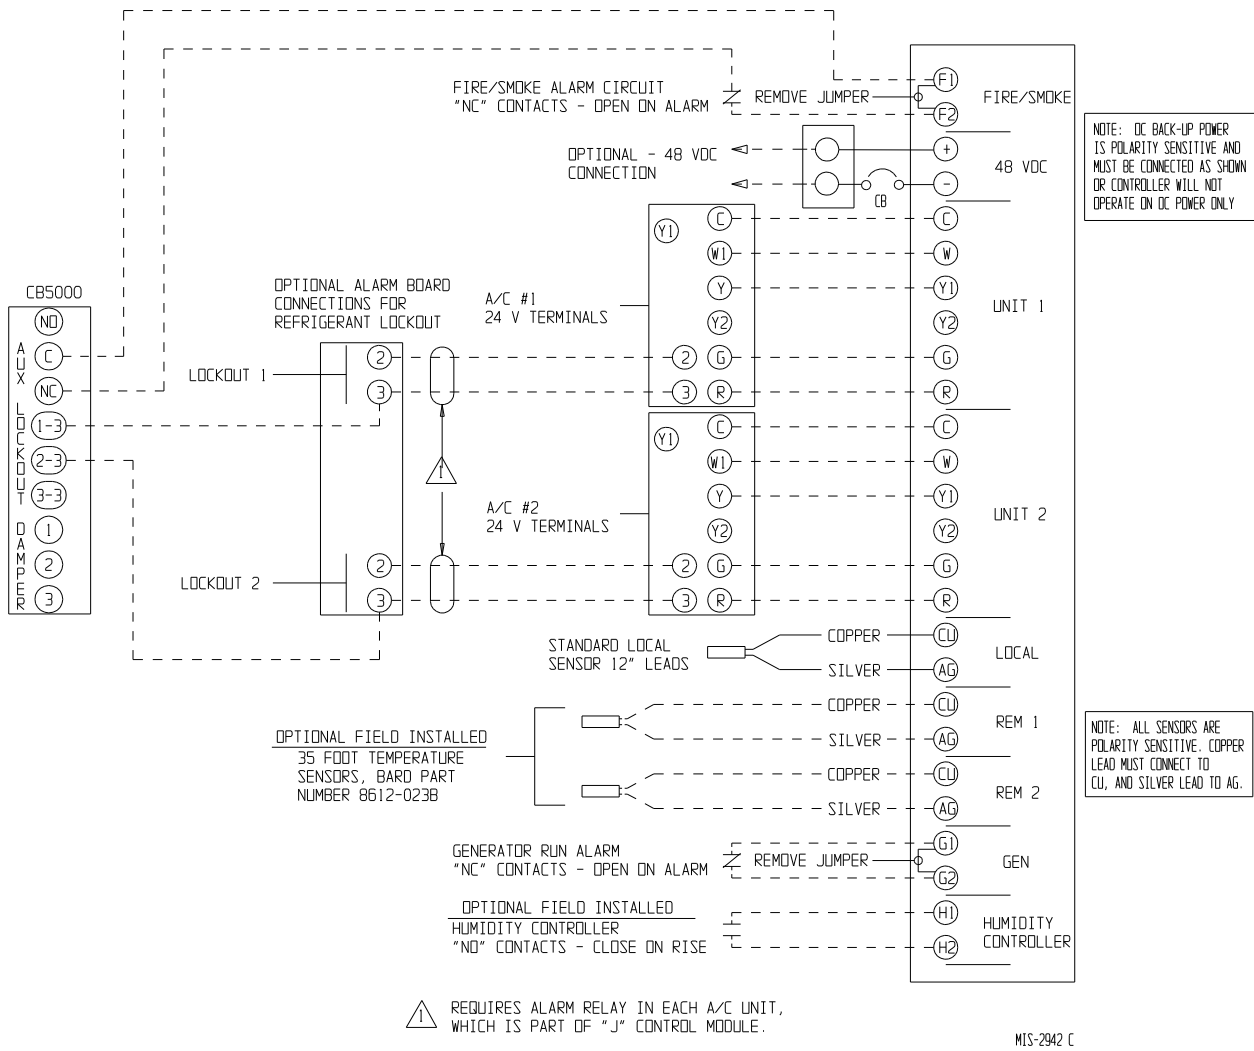 FIRE/SMOKE ALARM CIRCUIT
"NC" CONTACTS - OPEN ON ALARM
REMOVE JUMPER
F1
F2
FIRE/SMOKE
OPTIONAL - 48 VDC
CONNECTION
CB
+
-
48 VDC
NOTE: DC BACK-UP POWER
IS POLARITY SENSITIVE AND
MUST BE CONNECTED AS SHOWN
OR CONTROLLER WILL NOT
OPERATE ON DC POWER ONLY
CB5000
NO
C
NC
1-3
2-3
3-3
1
2
3
AUX
LOCKOUT
DAMPER
OPTIONAL ALARM BOARD
CONNECTIONS FOR
REFRIGERANT LOCKOUT
LOCKOUT 1
2
3
LOCKOUT 2
2
3
1
A/C #1
24 V TERMINALS
Y1
C
W1
Y
Y2
2
G
3
R
C
W
Y1
Y2
G
R
UNIT 1
A/C #2
24 V TERMINALS
Y1
C
W1
Y
Y2
2
G
3
R
C
W
Y1
Y2
G
R
UNIT 2
STANDARD LOCAL
SENSOR 12" LEADS
COPPER
SILVER
CU
AG
LOCAL
OPTIONAL FIELD INSTALLED
35 FOOT TEMPERATURE
SENSORS, BARD PART
NUMBER 8612-023B
COPPER
SILVER
CU
AG
REM 1
COPPER
SILVER
CU
AG
REM 2
NOTE: ALL SENSORS ARE
POLARITY SENSITIVE. COPPER
LEAD MUST CONNECT TO
CU, AND SILVER LEAD TO AG.
GENERATOR RUN ALARM
"NC" CONTACTS - OPEN ON ALARM
REMOVE JUMPER
G1
G2
GEN
OPTIONAL FIELD INSTALLED
HUMIDITY CONTROLLER
"NO" CONTACTS - CLOSE ON RISE
H1
H2
HUMIDITY
CONTROLLER
1
REQUIRES ALARM RELAY IN EACH A/C UNIT,
WHICH IS PART OF "J" CONTROL MODULE.
MIS-2942 C